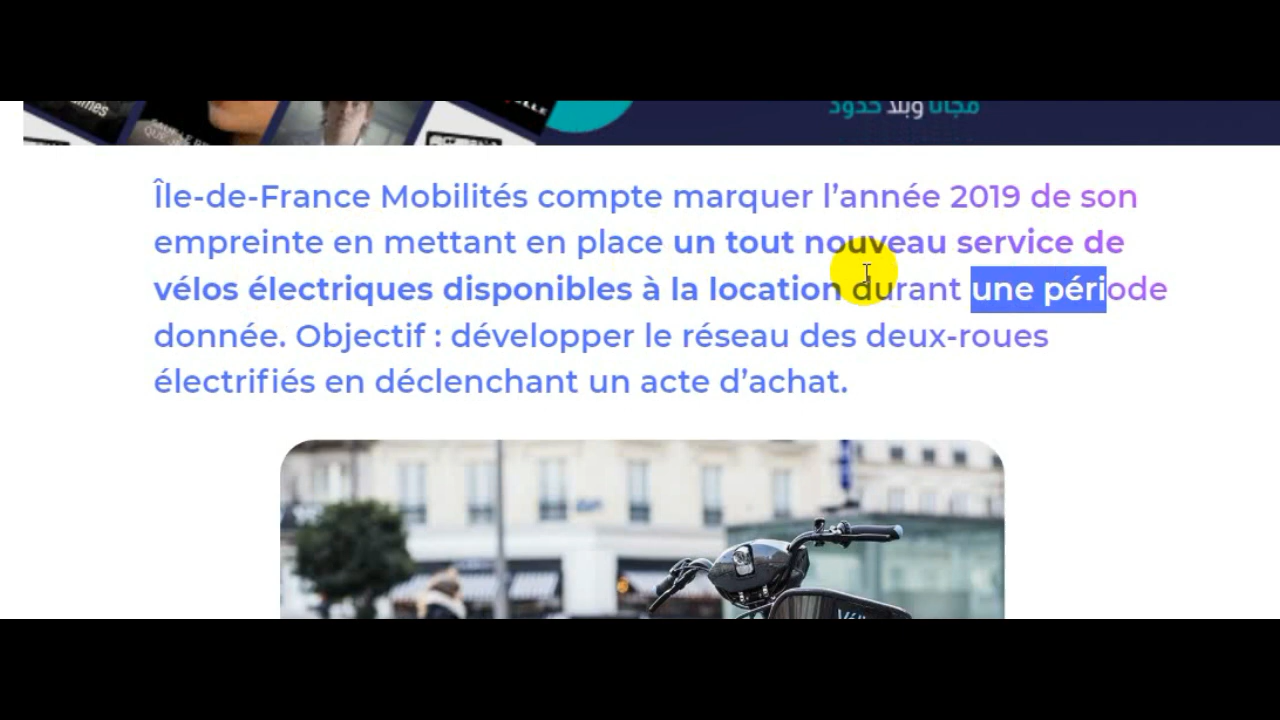 مجانا وبلا حدود
Île-de-France Mobilités compte marquer l’année 2019 de son
empreinte en mettant en place un tout nouveau service de
vélos électriques disponibles à la location durant une période
donnée. Objectif : développer le réseau des deux-roues
électrifiés en déclenchant un acte d’achat.